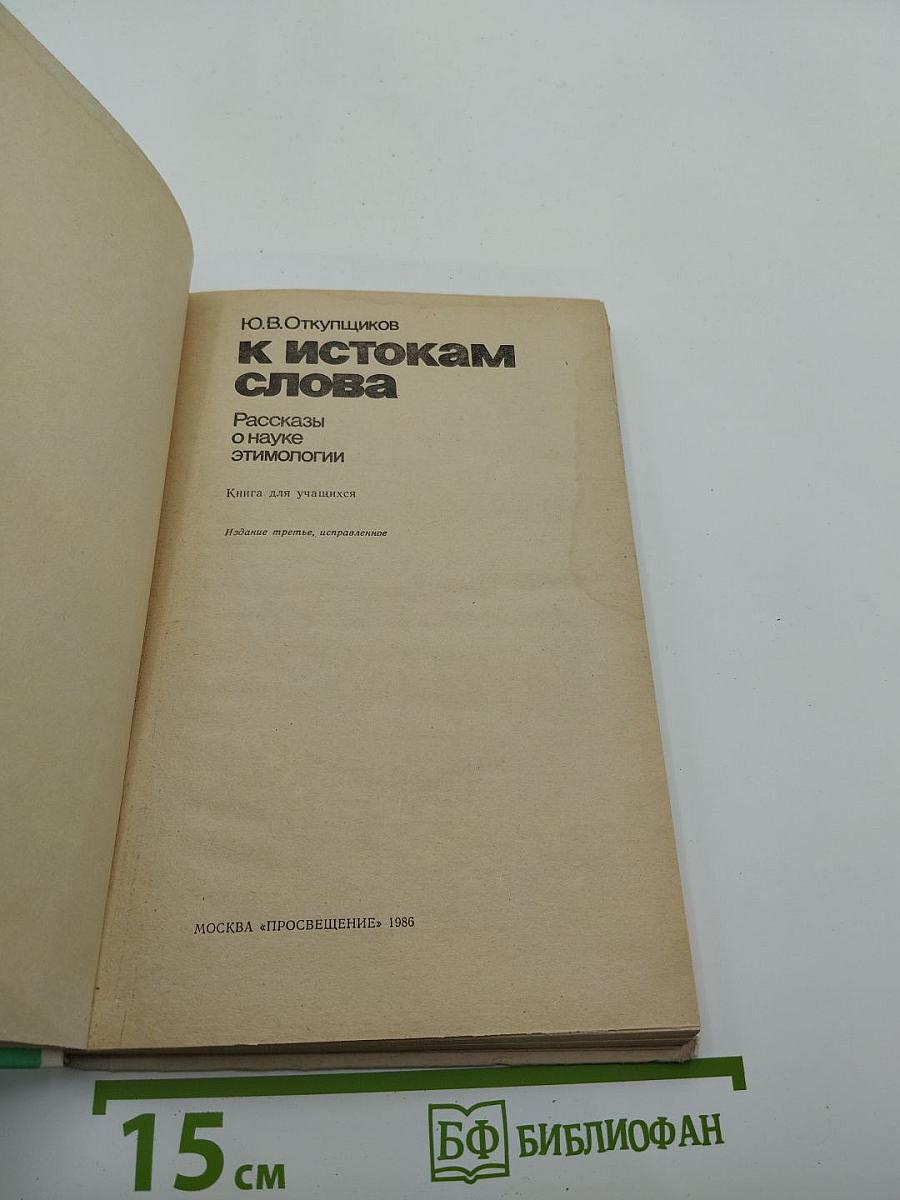 Ю.В.Откупщиков
к истокам
слова
Рассказы
о науке
этимологии
Книга для учащихся
Издание третье, исправленное
МОСКВА «ПРОСВЕЩЕНИЕ» 1986
15 см
БФ БИБЛИОФАН